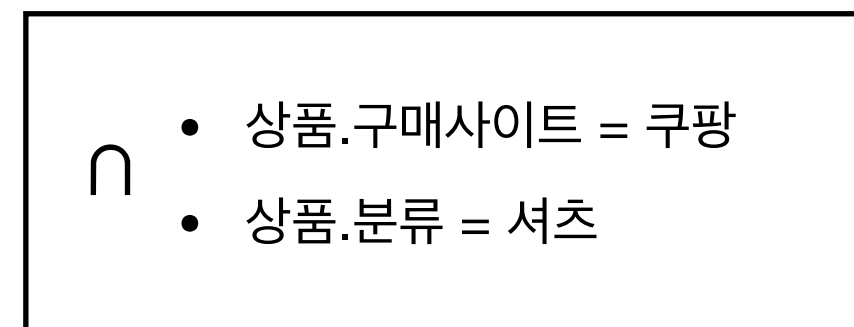 ∩
• 상품.구매사이트 = 쿠팡
• 상품.분류 = 셔츠